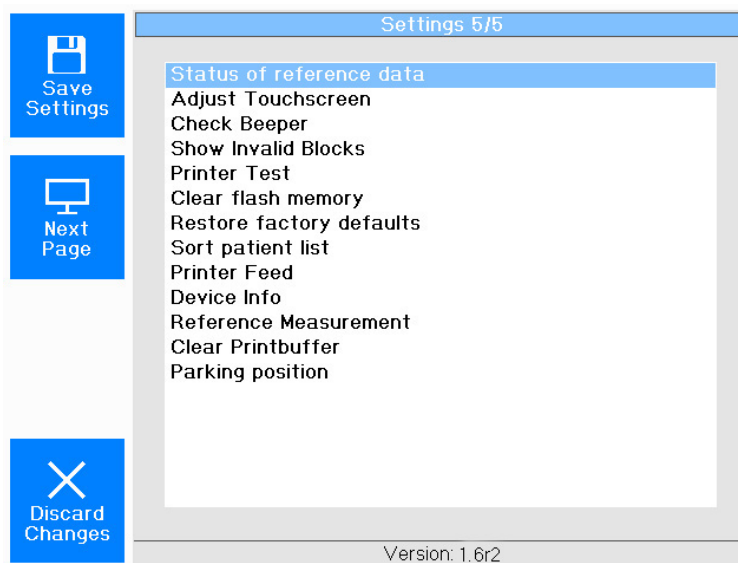 Settings 5/5
Save
Settings
Status of reference data
Adjust Touchscreen
Check Beeper
Show Invalid Blocks
Printer Test
Next
Page
Clear flash memory
Restore factory defaults
Sort patient list
Printer Feed
Device Info
Reference Measurement
Clear Printbuffer
Parking position
Discard
Changes
Version: 1.6r2